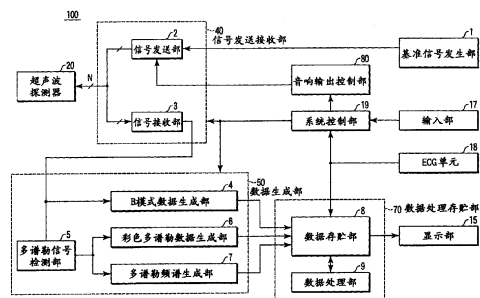 100
40
信号发送接收部
2
信号发送部
1
基准信号发生部
80
音响输出控制部
20
超声波
探测器
N
3
信号接收部
19
系统控制部
17
输入部
18
ECG单元
50
数据生成部
4
B模式数据生成部
70
数据处理存贮部
5
多谱勒信号
检测部
6
彩色多谱勒数据生成部
8
数据存贮部
15
显示部
7
多谱勒频谱生成部
9
数据处理部